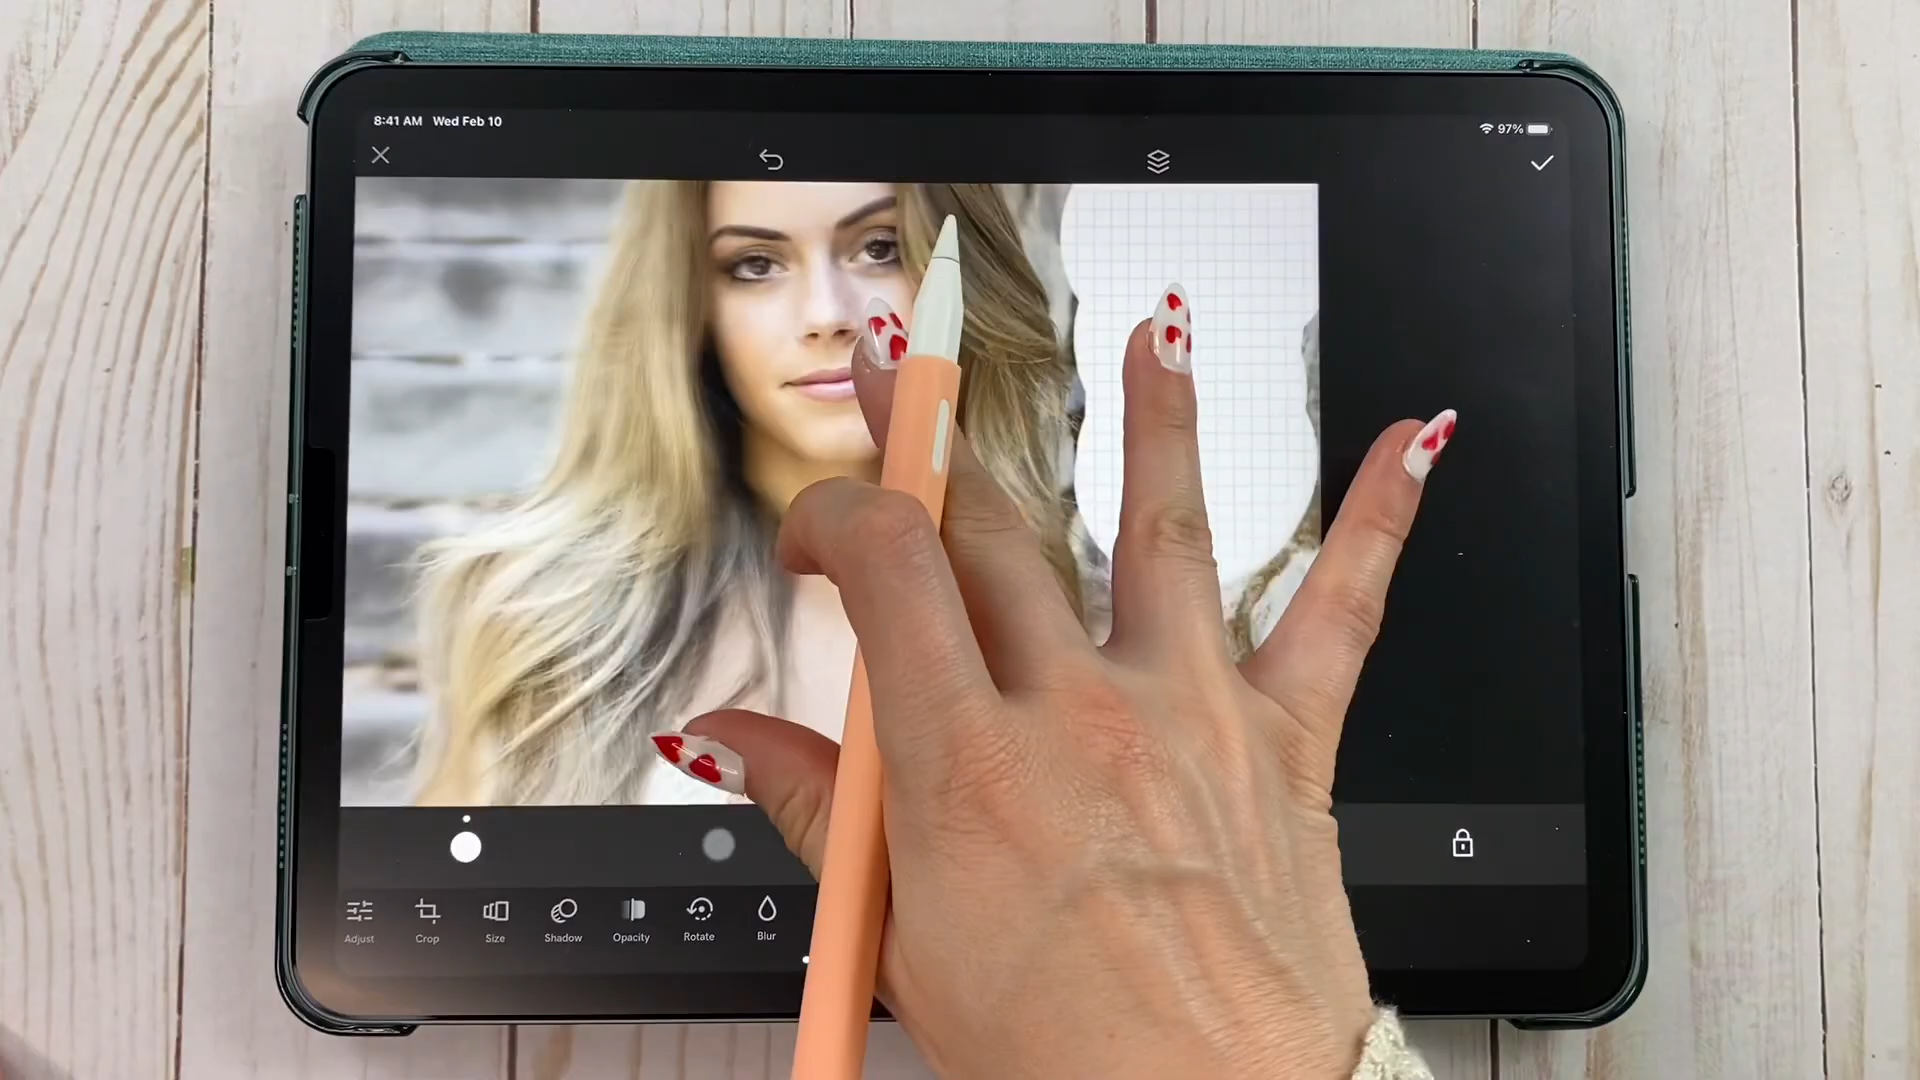 8:41 AM Wed Feb 10
97%
Adjust
Crop
Size
Shadow
Opacity
Rotate
Blur